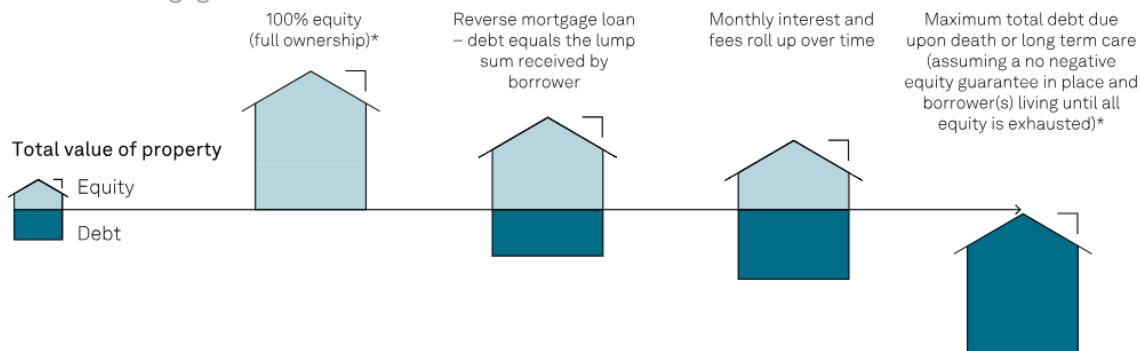 100% equity
(full ownership)*
Reverse mortgage loan
– debt equals the lump
sum received by
borrower
Monthly interest and
fees roll up over time
Maximum total debt due
upon death or long term care
(assuming a no negative
equity guarantee in place and
borrower(s) living until all
equity is exhausted)*
Total value of property
Equity
Debt